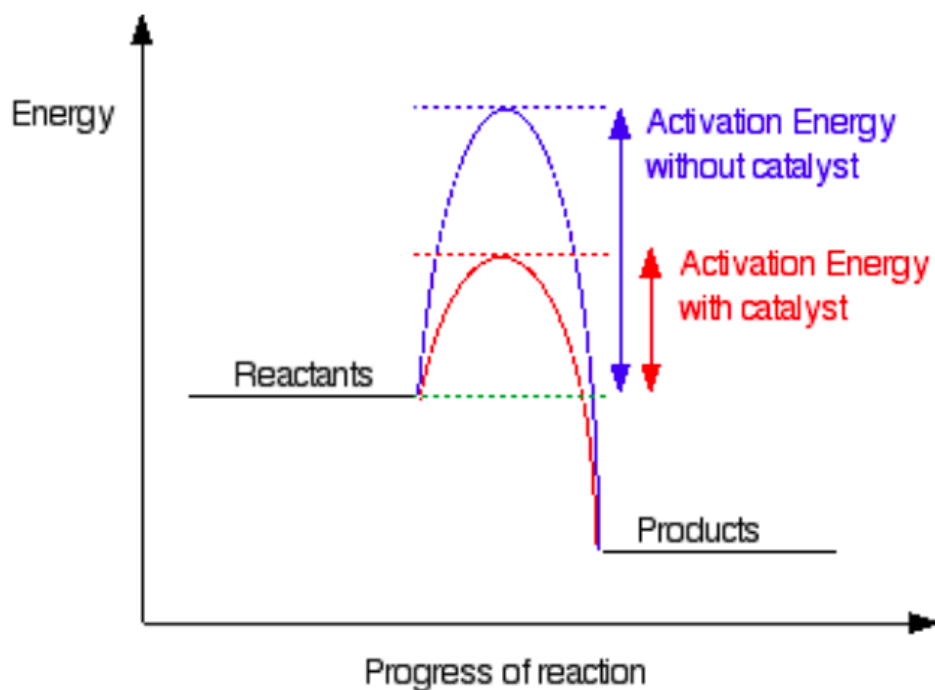 Energy
Activation Energy
without catalyst
Activation Energy
with catalyst
Reactants
Products
Progress of reaction